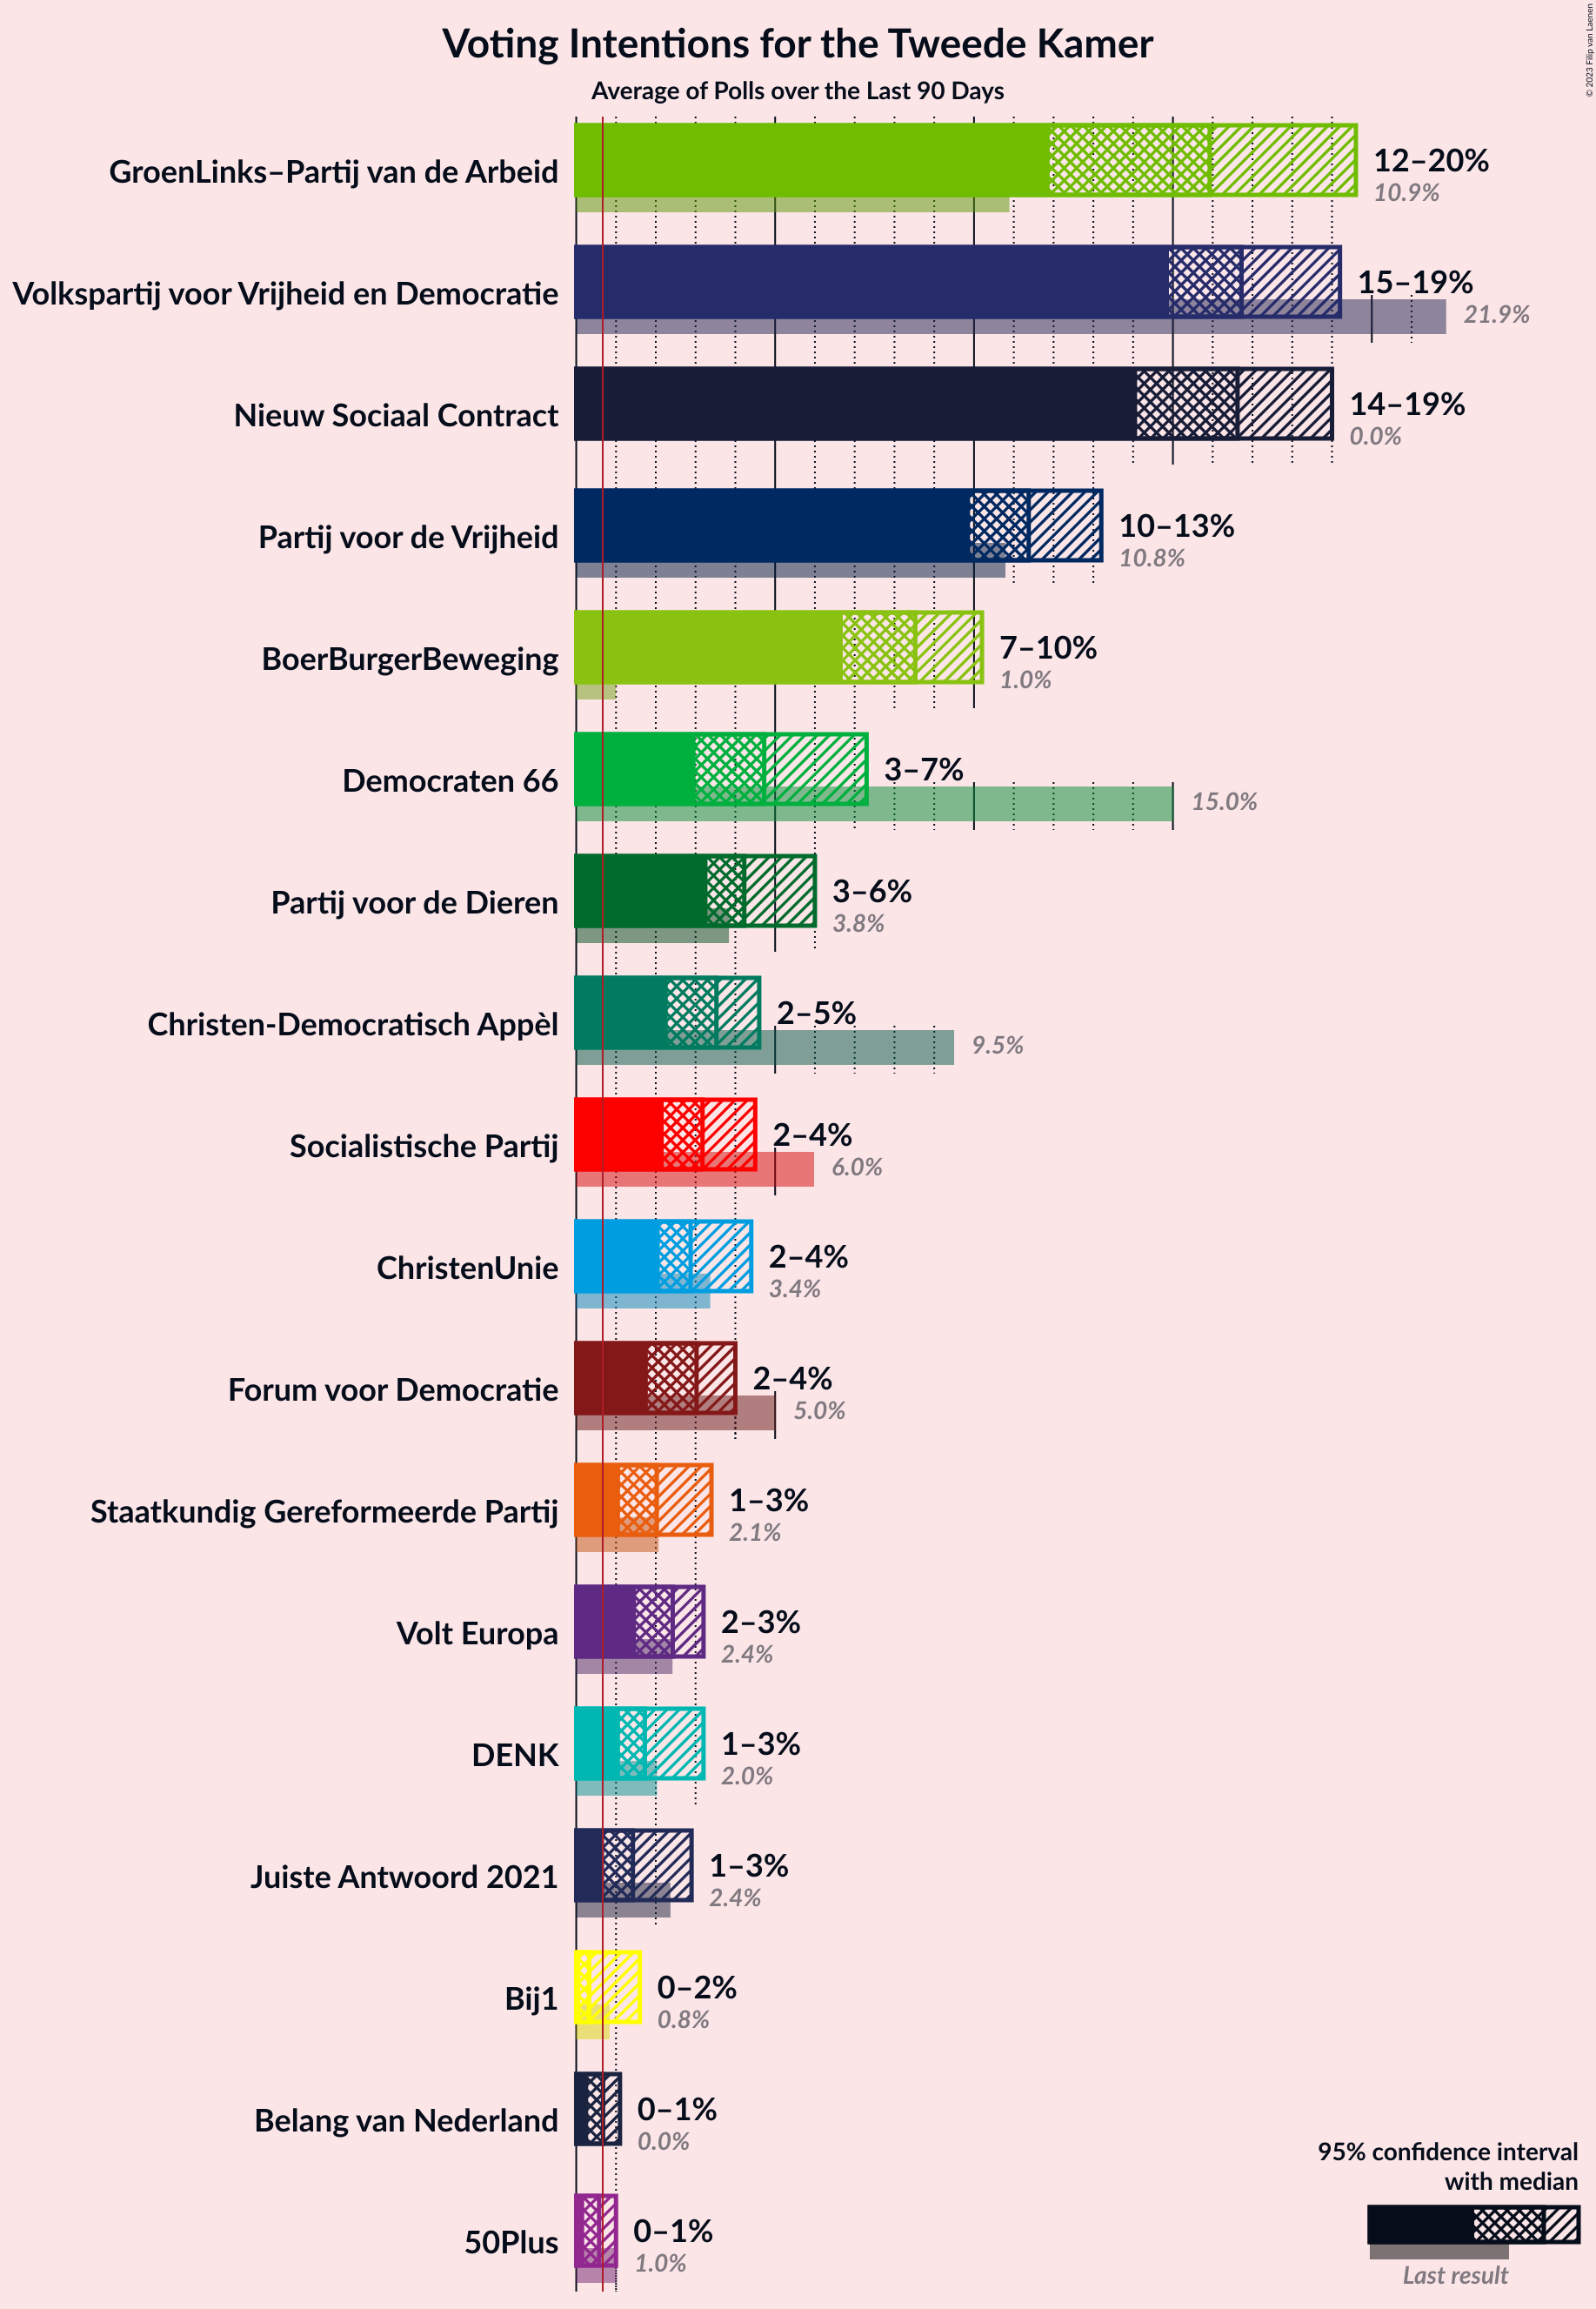 © 2023 Filip van Laenen
Voting Intentions for the Tweede Kamer
Average of Polls over the Last 90 Days
GroenLinks–Partij van de Arbeid
12–20%
10.9%
Volkspartij voor Vrijheid en Democratie
15–19%
21.9%
Nieuw Sociaal Contract
14–19%
0.0%
Partij voor de Vrijheid
10–13%
10.8%
BoerBurgerBeweging
7–10%
1.0%
Democraten 66
3–7%
15.0%
Partij voor de Dieren
3–6%
3.8%
Christen-Democratisch Appèl
2–5%
9.5%
Socialistische Partij
2–4%
6.0%
ChristenUnie
2–4%
3.4%
Forum voor Democratie
2–4%
5.0%
Staatkundig Gereformeerde Partij
1–3%
2.1%
Volt Europa
2–3%
2.4%
DENK
1–3%
2.0%
Juiste Antwoord 2021
1–3%
2.4%
Bij1
0–2%
0.8%
Belang van Nederland
0–1%
0.0%
50Plus
0–1%
1.0%
95% confidence interval
with median
Last result